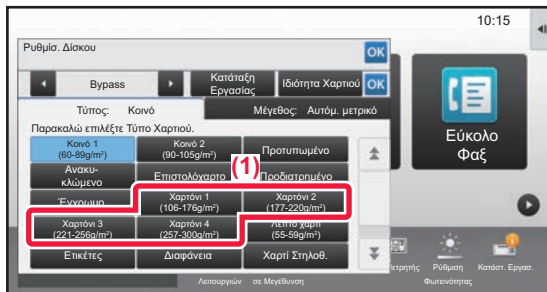 10:15
Ρυθμίσ. Δίσκου
OK
Bypass
Κατάταξη
Εργασίας
Ιδιότητα Χαρτιού
OK
Τύπος: Κοινό
Μέγεθος: Αυτόμ. μετρικό
Παρακαλώ επιλέξτε Τύπο Χαρτιού.
Κοινό 1
(60-89g/m²)
Κοινό 2
(90-105g/m²)
Προτυπωμένο
Ανακυ-
κλώμενο
Επιστολόχαρτο
(1)
Προδιατρημένο
Έγχρωμο
Χαρτόνι 1
(106-176g/m²)
Χαρτόνι 2
(177-220g/m²)
Χαρτόνι 3
(221-256g/m²)
Χαρτόνι 4
(257-300g/m²)
Λεπτό χαρτί
(55-59g/m²)
Ετικέτες
Διαφάνεια
Χαρτί Στηλοθ.
Εύκολο
Φαξ
Λειτουργιών
σε Μεγέθυνση
Μετρητής
Ρύθμιση
Φωτεινότητας
Κατάστ. Εργασ.